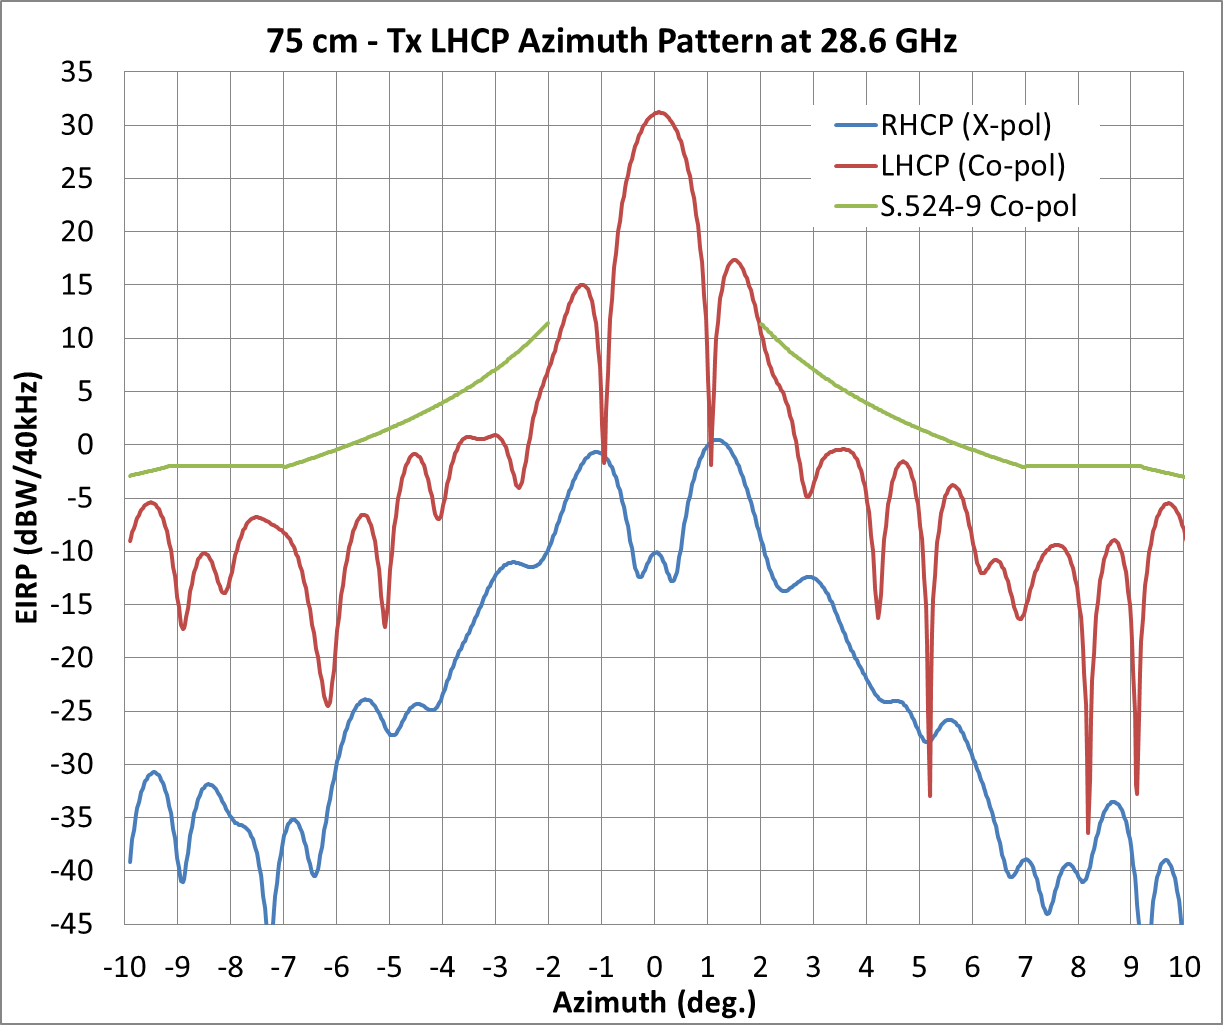 75 cm - Tx LHCP Azimuth Pattern at 28.6 GHz
35
30
25
20
15
10
5
0
-5
-10
-15
-20
-25
-30
-35
-40
-45
EIRP (dBW/40kHz)
RHCP (X-pol)
LHCP (Co-pol)
S.524-9 Co-pol
-10 -9 -8 -7 -6 -5 -4 -3 -2 -1 0 1 2 3 4 5 6 7 8 9 10
Azimuth (deg.)